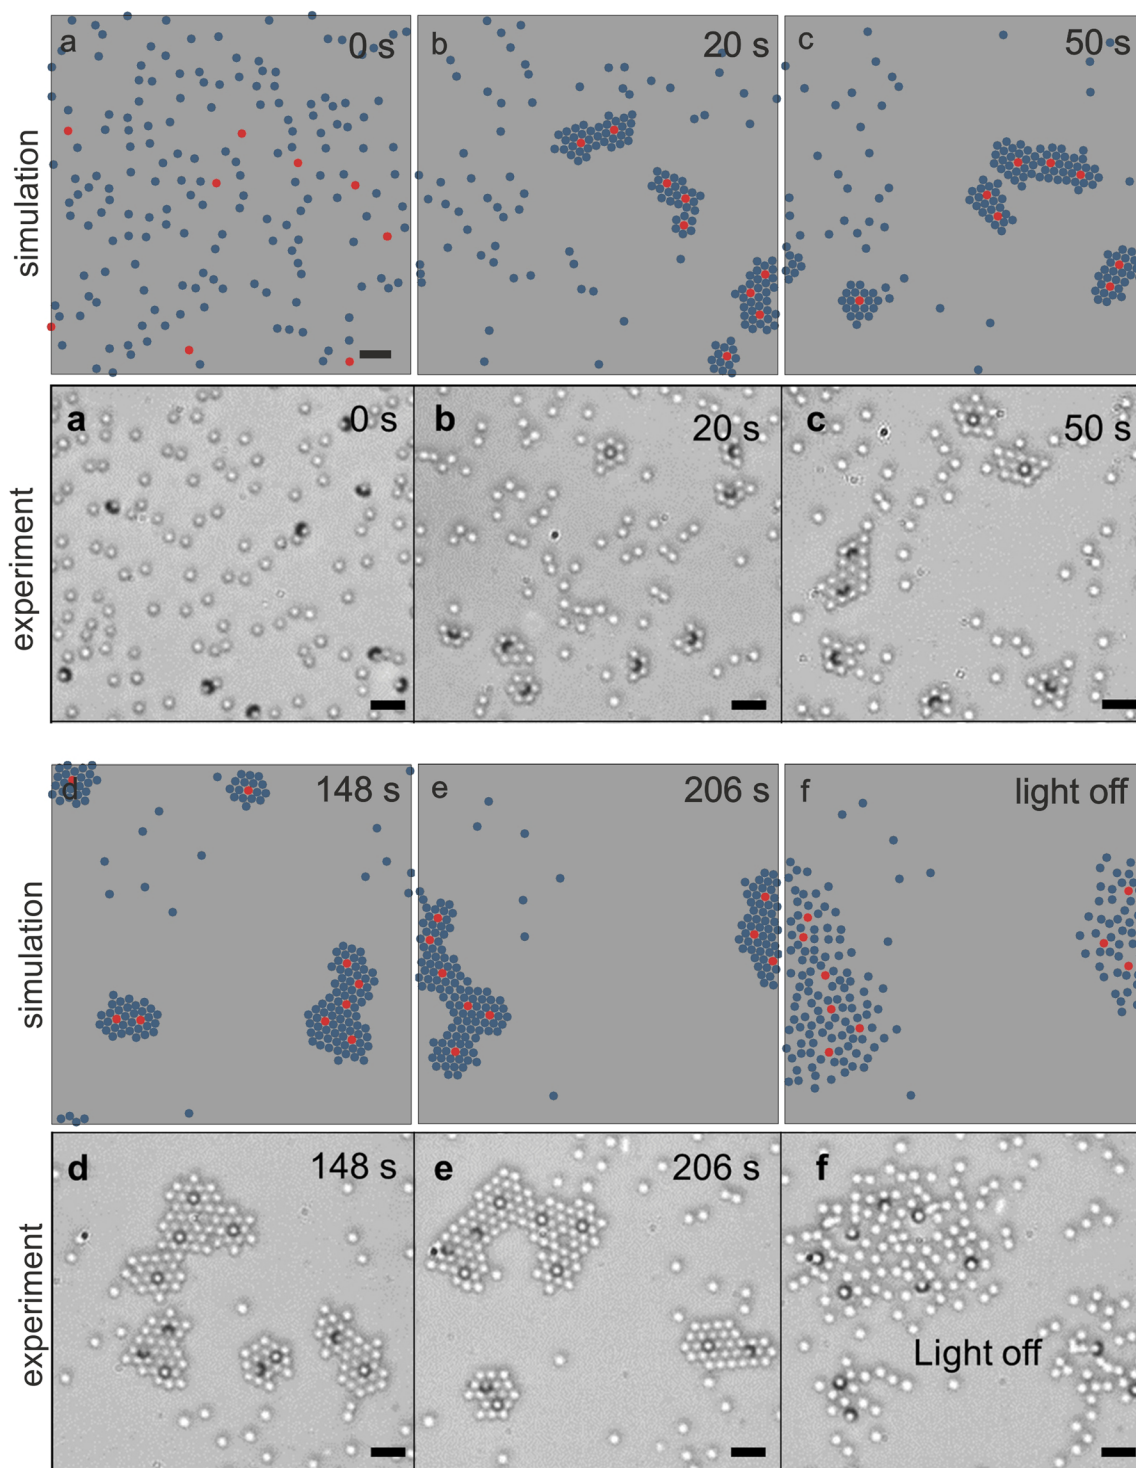 simulation
a
0 s
b
20 s
c
50 s
experiment
a
0 s
b
20 s
c
50 s
simulation
d
148 s
e
206 s
f
light off
experiment
d
148 s
e
206 s
f
Light off